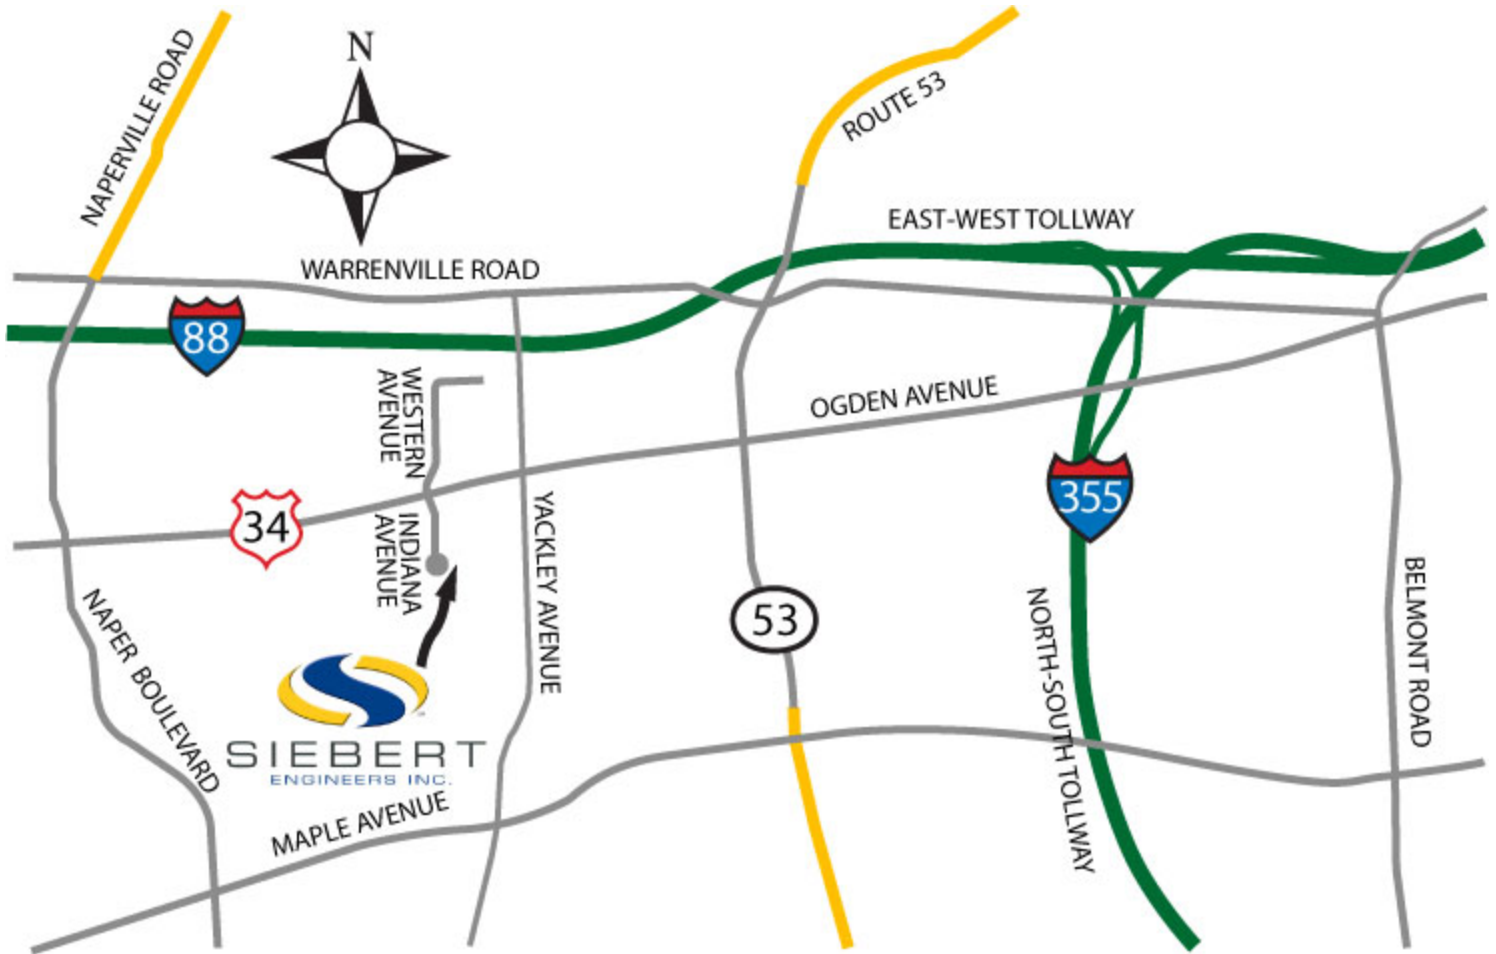 N
NAPERVILLE ROAD
ROUTE 53
EAST-WEST TOLLWAY
WARRENVILLE ROAD
88
WESTERN
AVENUE
OGDEN AVENUE
34
INDIANA
AVENUE
YACKLEY AVENUE
355
53
BELMONT ROAD
NAPER BOULEVARD
NORTH-SOUTH TOLLWAY
SIEBERT
ENGINEERS INC.
MAPLE AVENUE